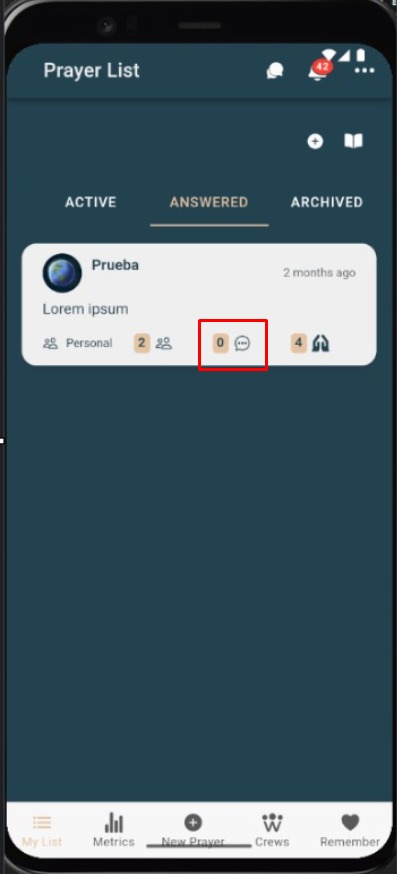 Prayer List
42
ACTIVE ANSWERED ARCHIVED
Prueba
2 months ago
Lorem ipsum
Personal 2 0 4
My List Metrics New Prayer Crews Remember